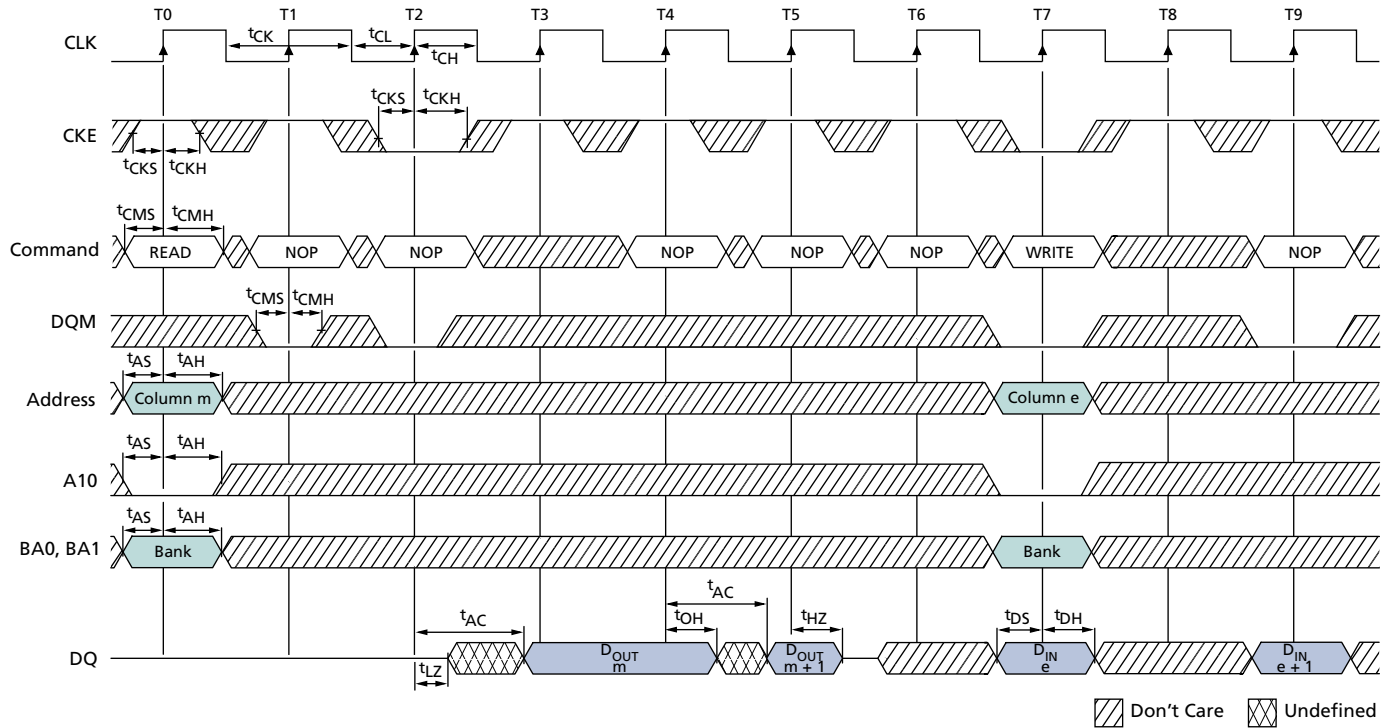 T0 T1 T2 T3 T4 T5 T6 T7 T8 T9
CLK
tCK tCL
tCH
tCKS tCKH
CKE
tCKS tCKH
tCMS tCMH
Command READ NOP NOP NOP NOP NOP WRITE NOP
tCMS tCMH
DQM
tAS tAH
Address Column m Column e
tAS tAH
A10
tAS tAH
BA0, BA1 Bank Bank
tAC
tAC tOH tHZ tDS tDH
DQ DOUT m DOUT m + 1 DIN e DIN e + 1
tLZ
Don't Care Undefined